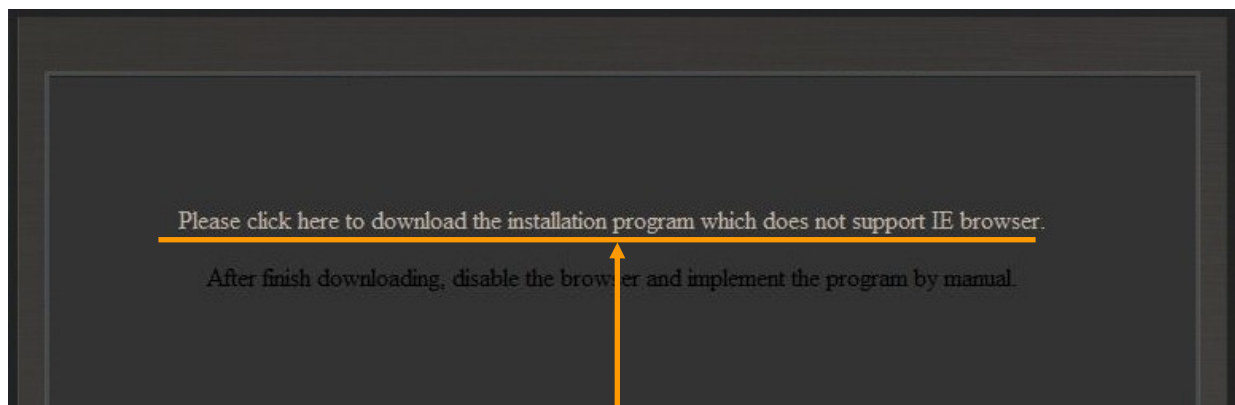 Please click here to download the installation program which does not support IE browser.
After finish downloading, disable the browser and implement the program by manual.